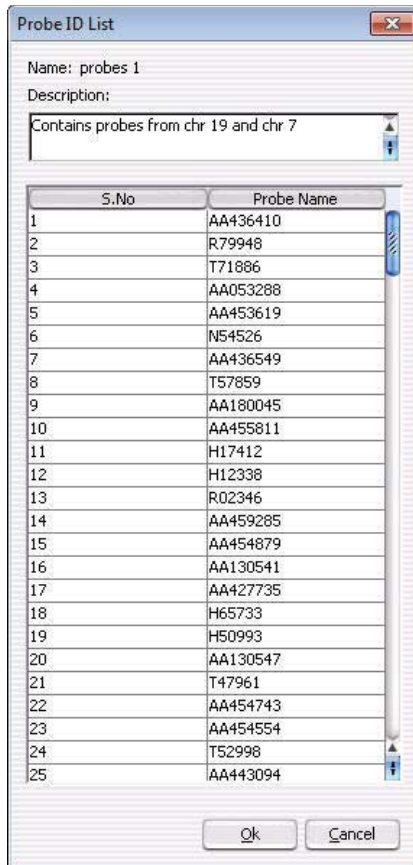 Probe ID List
Name: probes 1
Description:
Contains probes from chr 19 and chr 7
S.No Probe Name
1 AA436410
2 R79948
3 T71886
4 AA053288
5 AA453619
6 N54526
7 AA436549
8 T57859
9 AA180045
10 AA455811
11 H17412
12 H12338
13 R02346
14 AA459285
15 AA454879
16 AA130541
17 AA427735
18 H65733
19 H50993
20 AA130547
21 T47961
22 AA454743
23 AA454554
24 T52998
25 AA443094
Ok Cancel